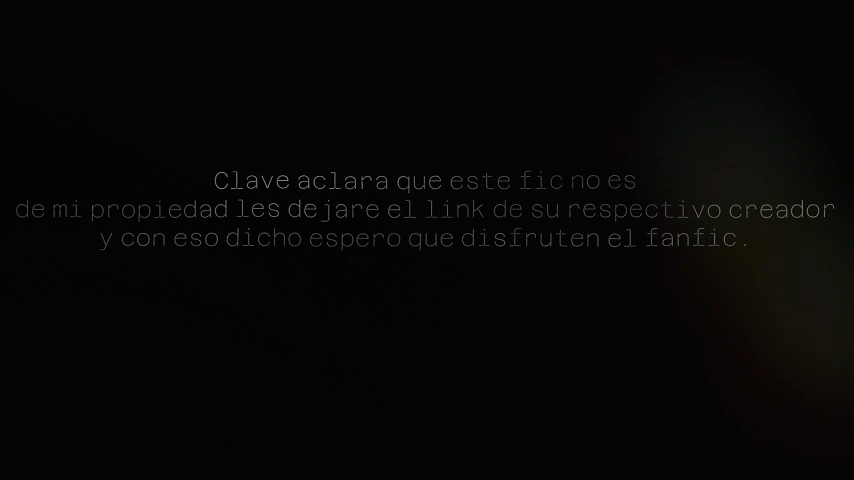 Clave aclara que este fic no es
de mi propiedad les dejare el link de su respectivo creador
y con eso dicho espero que disfruten el fanfic.